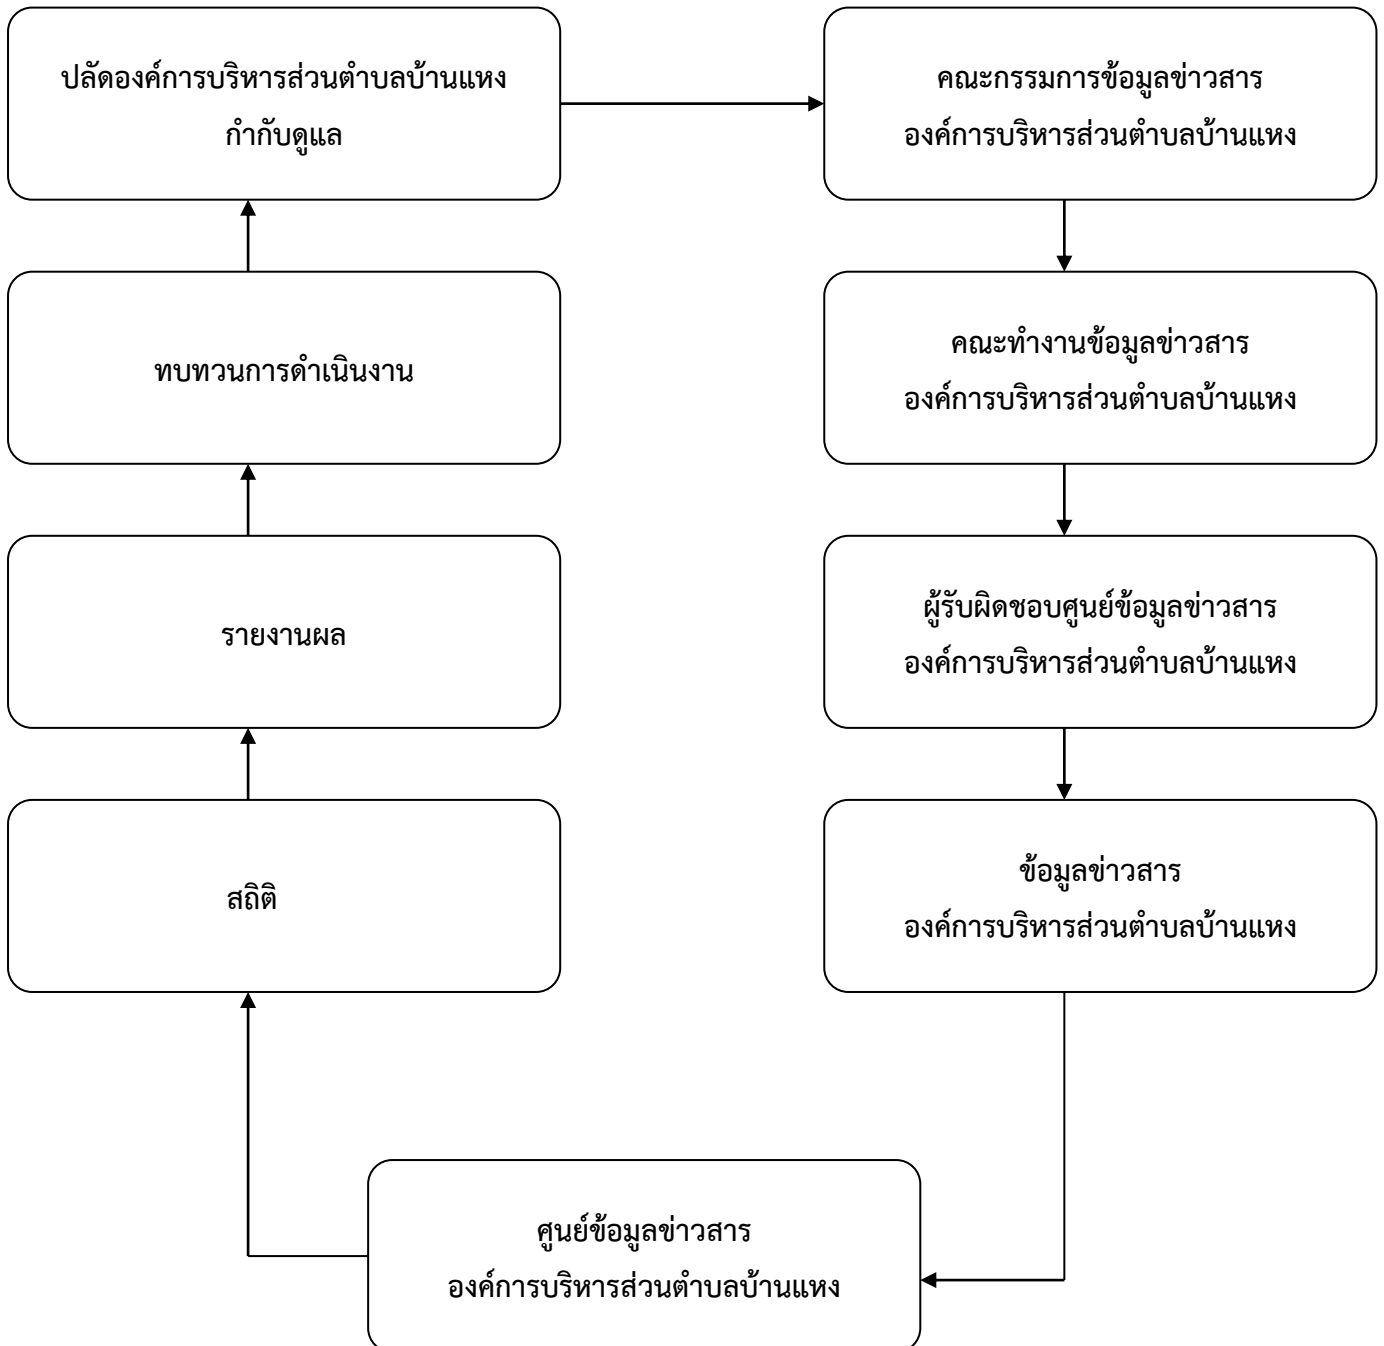 ปลัดองค์การบริหารส่วนตำบลบ้านแหง
กำกับดูแล
คณะกรรมการข้อมูลข่าวสาร
องค์การบริหารส่วนตำบลบ้านแหง
ทบทวนการดำเนินงาน
คณะทำงานข้อมูลข่าวสาร
องค์การบริหารส่วนตำบลบ้านแหง
รายงานผล
ผู้รับผิดชอบศูนย์ข้อมูลข่าวสาร
องค์การบริหารส่วนตำบลบ้านแหง
สถิติ
ข้อมูลข่าวสาร
องค์การบริหารส่วนตำบลบ้านแหง
ศูนย์ข้อมูลข่าวสาร
องค์การบริหารส่วนตำบลบ้านแหง